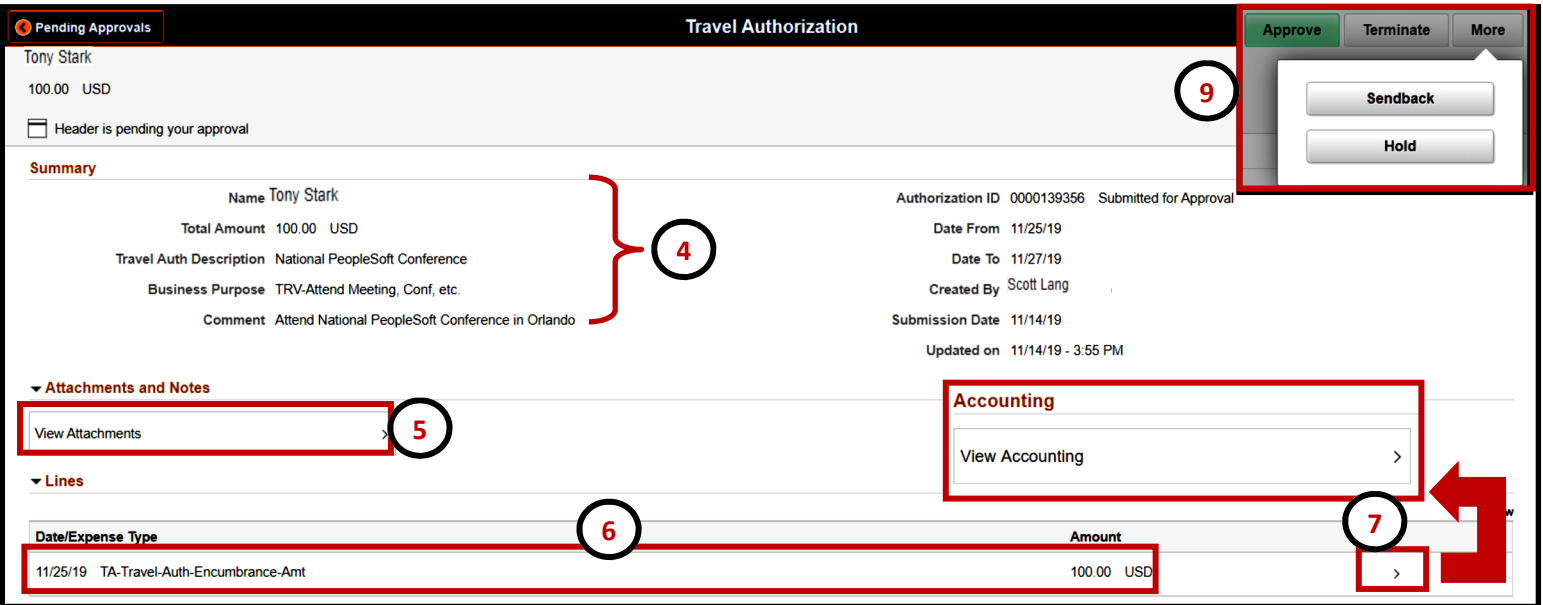 Pending Approvals
Travel Authorization
Approve Terminate More
Tony Stark
100.00 USD
Sendback
9
Header is pending your approval
Hold
Summary
Name Tony Stark
Authorization ID 0000139356 Submitted for Approval
Total Amount 100.00 USD
Date From 11/25/19
4
Travel Auth Description National PeopleSoft Conference
Date To 11/27/19
Business Purpose TRV-Attend Meeting, Conf, etc.
Created By Scott Lang
Comment Attend National PeopleSoft Conference in Orlando
Submission Date 11/14/19
Updated on 11/14/19 - 3:55 PM
Attachments and Notes
Accounting
View Attachments
5
View Accounting
Lines
6
7
w
Date/Expense Type Amount
11/25/19 TA-Travel-Auth-Encumbrance-Amt 100.00 USD